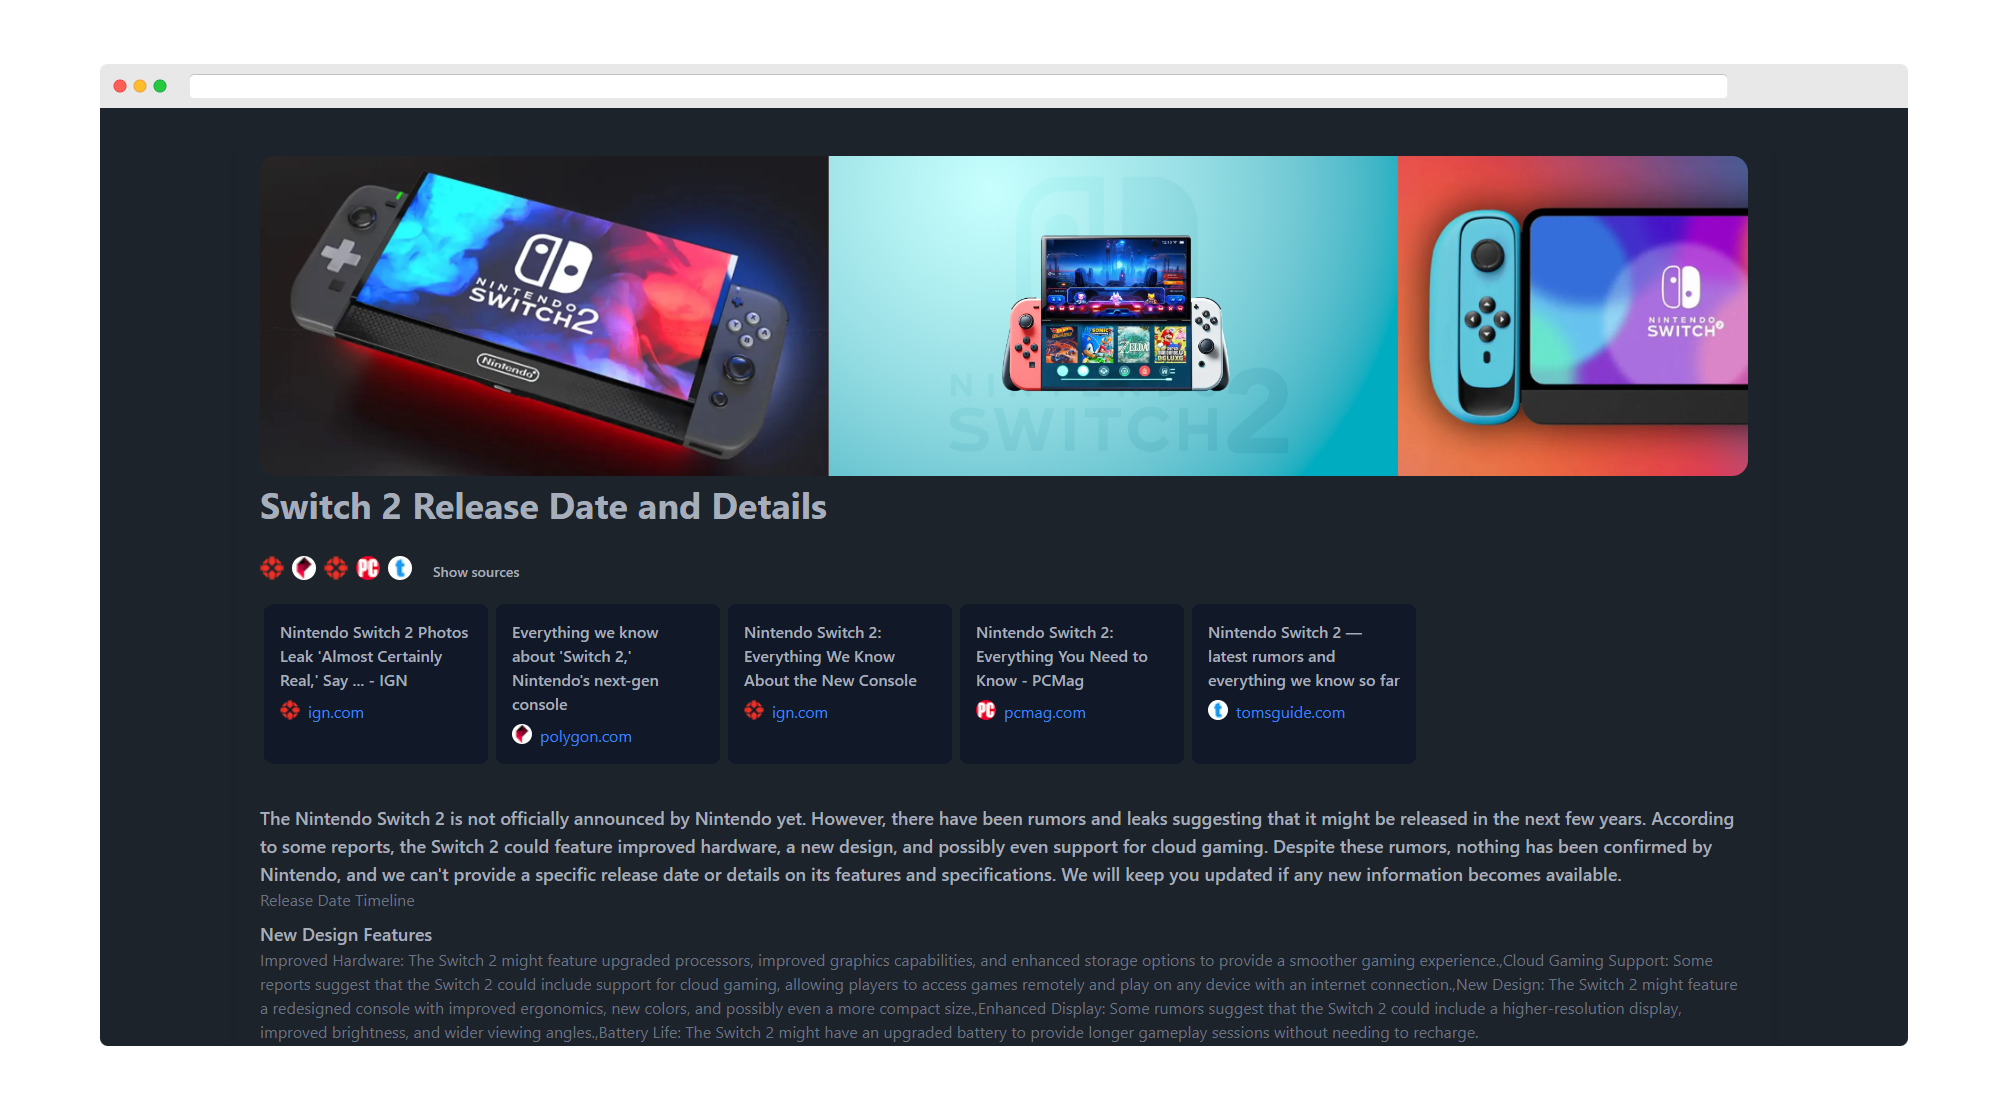 NINTENDO
SWITCH2
Nintendo
NINTENDO
SWITCH2
SONIC
ZELDA
DELUXE
NINTENDO
SWITCH2
Switch 2 Release Date and Details
PC
t
Show sources
Nintendo Switch 2 Photos
Leak 'Almost Certainly
Real,' Say ... - IGN
ign.com
Everything we know
about 'Switch 2,'
Nintendo's next-gen
console
polygon.com
Nintendo Switch 2:
Everything We Know
About the New Console
ign.com
Nintendo Switch 2:
Everything You Need to
Know - PCMag
PC pcmag.com
Nintendo Switch 2 —
latest rumors and
everything we know so far
t tomsguide.com
The Nintendo Switch 2 is not officially announced by Nintendo yet. However, there have been rumors and leaks suggesting that it might be released in the next few years. According
to some reports, the Switch 2 could feature improved hardware, a new design, and possibly even support for cloud gaming. Despite these rumors, nothing has been confirmed by
Nintendo, and we can't provide a specific release date or details on its features and specifications. We will keep you updated if any new information becomes available.
Release Date Timeline
New Design Features
Improved Hardware: The Switch 2 might feature upgraded processors, improved graphics capabilities, and enhanced storage options to provide a smoother gaming experience.,Cloud Gaming Support: Some
reports suggest that the Switch 2 could include support for cloud gaming, allowing players to access games remotely and play on any device with an internet connection.,New Design: The Switch 2 might feature
a redesigned console with improved ergonomics, new colors, and possibly even a more compact size.,Enhanced Display: Some rumors suggest that the Switch 2 could include a higher-resolution display,
improved brightness, and wider viewing angles.,Battery Life: The Switch 2 might have an upgraded battery to provide longer gameplay sessions without needing to recharge.